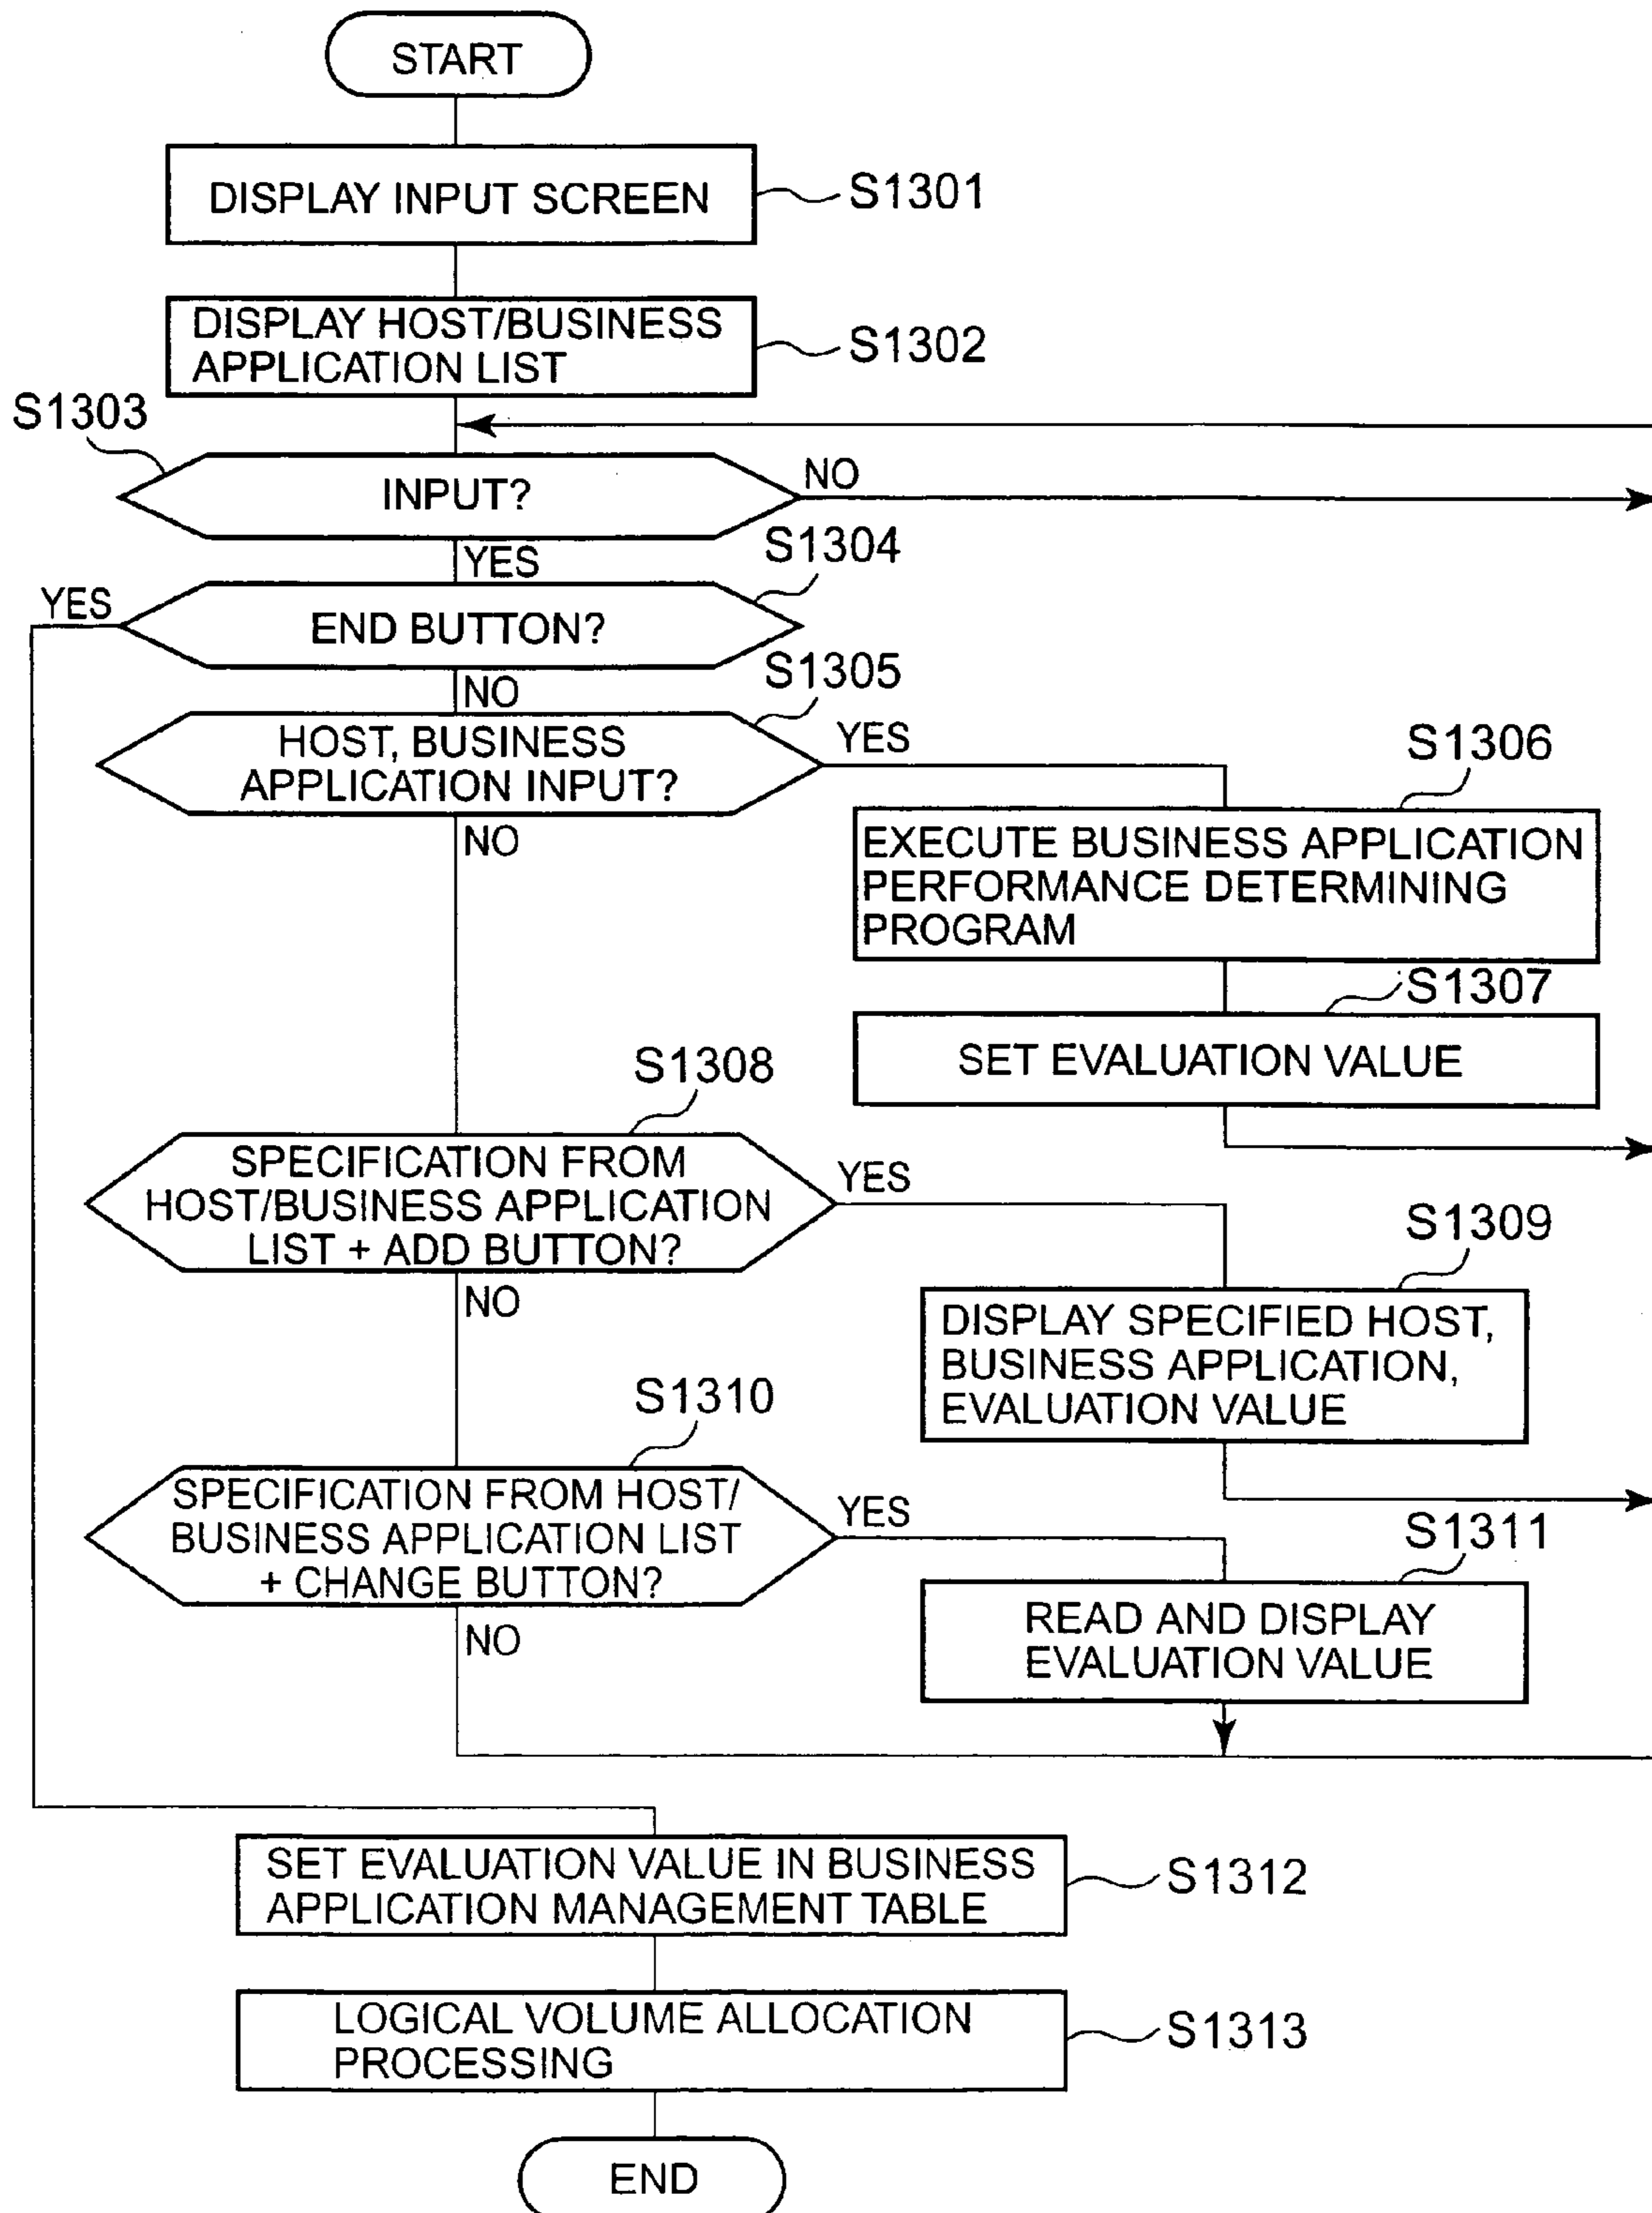 START
DISPLAY INPUT SCREEN
S1301
DISPLAY HOST/BUSINESS
APPLICATION LIST
S1302
S1303
INPUT?
NO
YES
S1304
YES
END BUTTON?
NO
S1305
HOST, BUSINESS
APPLICATION INPUT?
YES
NO
S1306
EXECUTE BUSINESS APPLICATION
PERFORMANCE DETERMINING
PROGRAM
S1307
SET EVALUATION VALUE
S1308
SPECIFICATION FROM
HOST/BUSINESS APPLICATION
LIST + ADD BUTTON?
YES
NO
S1309
DISPLAY SPECIFIED HOST,
BUSINESS APPLICATION,
EVALUATION VALUE
S1310
SPECIFICATION FROM HOST/
BUSINESS APPLICATION LIST
+ CHANGE BUTTON?
YES
NO
S1311
READ AND DISPLAY
EVALUATION VALUE
SET EVALUATION VALUE IN BUSINESS
APPLICATION MANAGEMENT TABLE
S1312
LOGICAL VOLUME ALLOCATION
PROCESSING
S1313
END